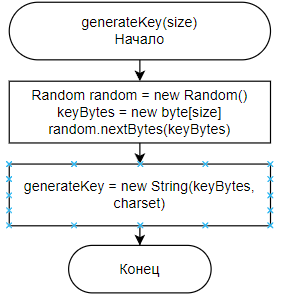 generateKey(size)
Начало
Random random = new Random()
keyBytes = new byte[size]
random.nextBytes(keyBytes)
generateKey = new String(keyBytes,
charset)
Конец